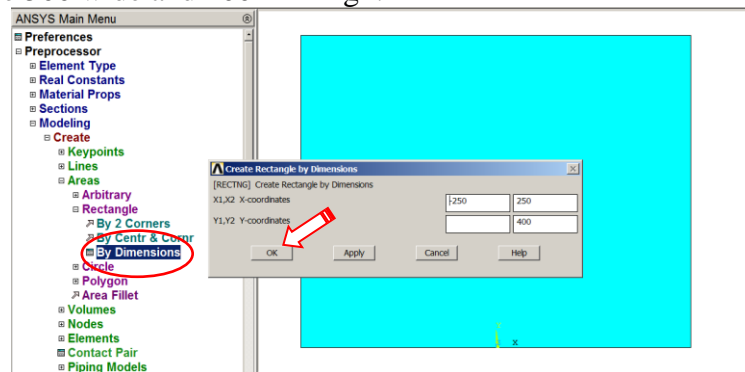 ANSYS Main Menu
Preferences
Preprocessor
Element Type
Real Constants
Material Props
Sections
Modeling
Create
Keypoints
Lines
Areas
Arbitrary
Rectangle
By 2 Corners
By Centr & Cornr
By Dimensions
Circle
Polygon
Area Fillet
Volumes
Nodes
Elements
Contact Pair
Piping Models
Create Rectangle by Dimensions
[RECTNG] Create Rectangle by Dimensions
X1,X2 X-coordinates -250 250
Y1,Y2 Y-coordinates 400
OK Apply Cancel Help
X